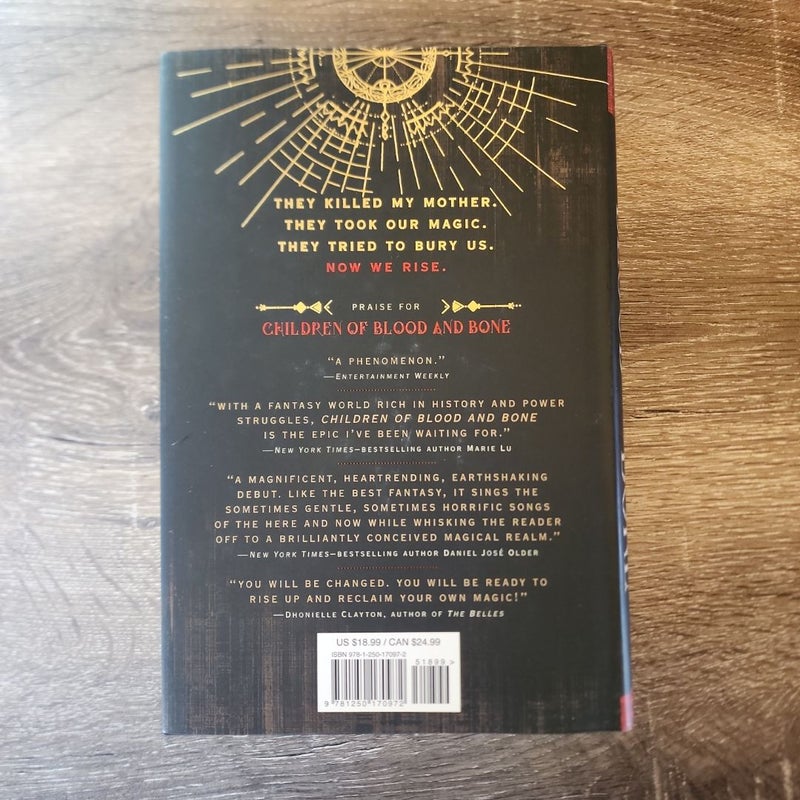 THEY KILLED MY MOTHER.
THEY TOOK OUR MAGIC.
THEY TRIED TO BURY US.
NOW WE RISE.
PRAISE FOR
CHILDREN OF BLOOD AND BONE
“A PHENOMENON.”
—ENTERTAINMENT WEEKLY
“WITH A FANTASY WORLD RICH IN HISTORY AND POWER
STRUGGLES, CHILDREN OF BLOOD AND BONE
IS THE EPIC I’VE BEEN WAITING FOR.”
—NEW YORK TIMES–BESTSELLING AUTHOR MARIE LU
“A MAGNIFICENT, HEARTRENDING, EARTHSHAKING
DEBUT. LIKE THE BEST FANTASY, IT SINGS THE
SOMETIMES GENTLE, SOMETIMES HORRIFIC SONGS
OF THE HERE AND NOW WHILE WHISKING THE READER
OFF TO A BRILLIANTLY CONCEIVED MAGICAL REALM.”
—NEW YORK TIMES–BESTSELLING AUTHOR DANIEL JOSÉ OLDER
“YOU WILL BE CHANGED. YOU WILL BE READY TO
RISE UP AND RECLAIM YOUR OWN MAGIC!”
—DHONIELLE CLAYTON, AUTHOR OF THE BELLES
US $18.99 / CAN $24.99
ISBN 978-1-250-17097-2
51899 >
9 781250 170972